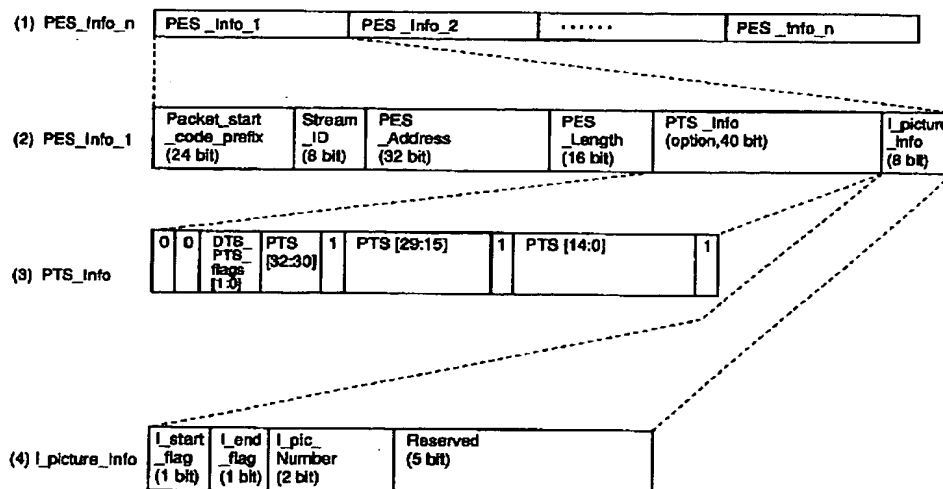 (1) PES_Info_n
PES_Info_1
PES_Info_2
......
PES_Info_n
(2) PES_Info_1
Packet_start
_code_prefix
(24 bit)
Stream
_ID
(8 bit)
PES
_Address
(32 bit)
PES
_Length
(16 bit)
PTS_Info
(option,40 bit)
I_picture
_Info
(8 bit)
(3) PTS_Info
0
0
DTS_
PTS_
flags
[1:0]
PTS
[32:30]
1
PTS [29:15]
1
PTS [14:0]
1
(4) I_picture_Info
I_start
_flag
(1 bit)
I_end
_flag
(1 bit)
I_pic_
Number
(2 bit)
Reserved
(5 bit)